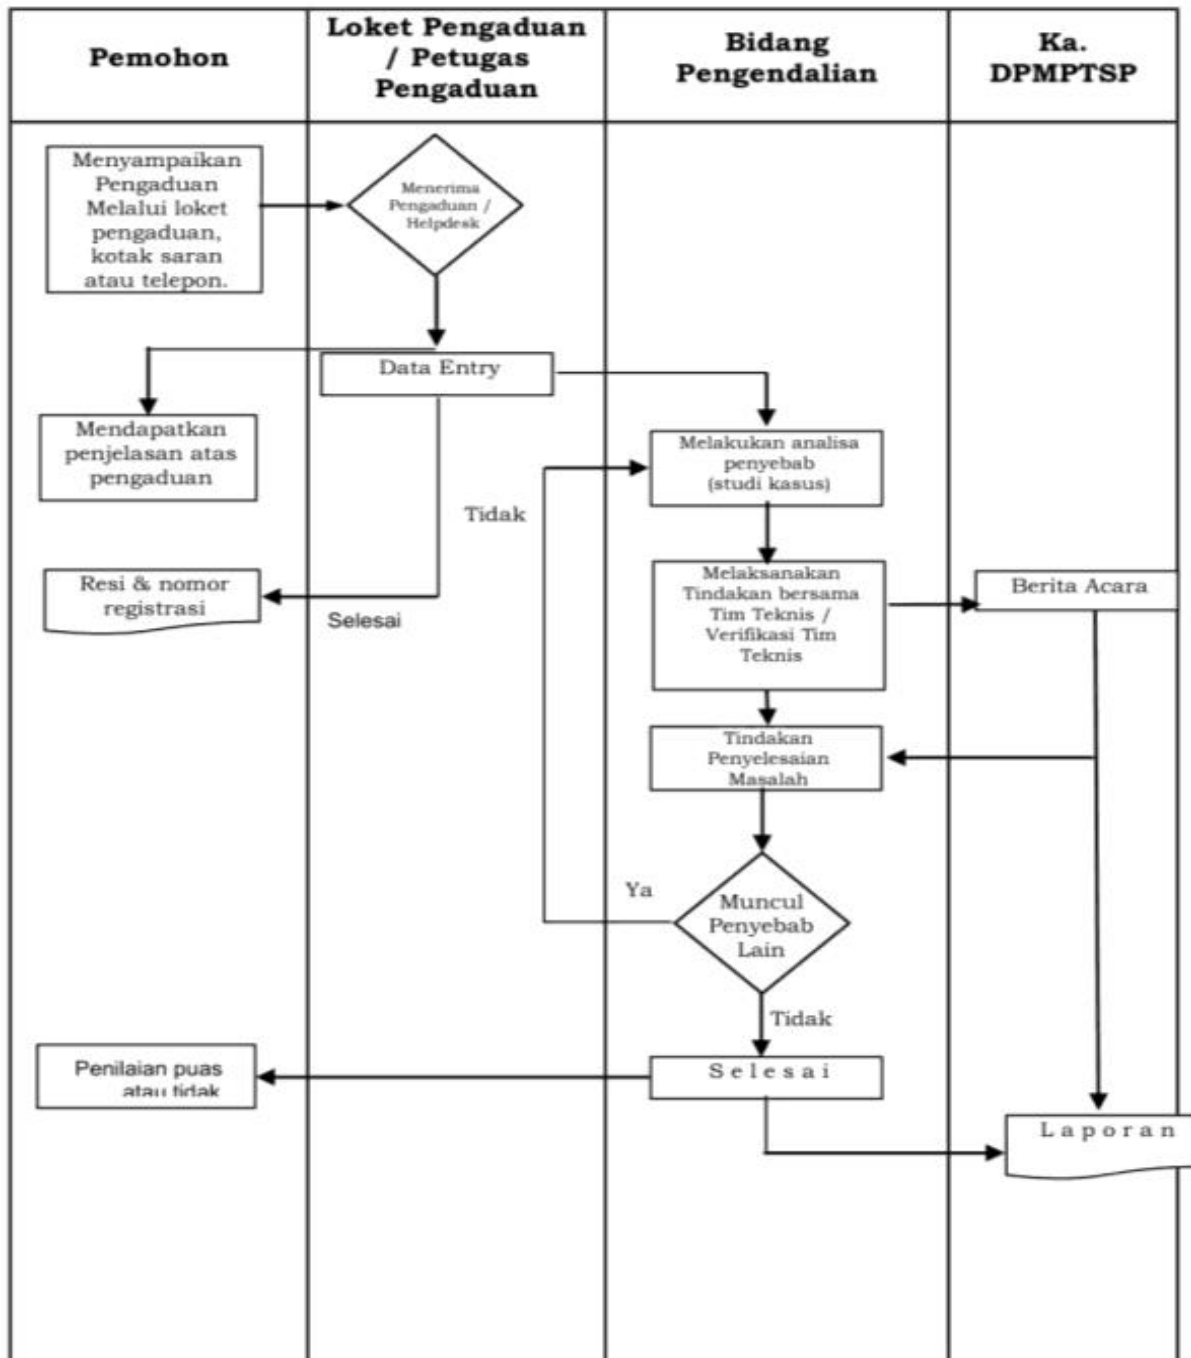 Pemohon
Loket Pengaduan
/ Petugas
Pengaduan
Bidang
Pengendalian
Ka.
DPMPTSP
Menyampaikan
Pengaduan
Melalui loket
pengaduan,
kotak saran
atau telepon.
Menerima
Pengaduan /
Helpdesk
Data Entry
Mendapatkan
penjelasan atas
pengaduan
Melakukan analisa
penyebab
(studi kasus)
Tidak
Resi & nomor
registrasi
Selesai
Melaksanakan
Tindakan bersama
Tim Teknis /
Verifikasi Tim
Teknis
Berita Acara
Tindakan
Penyelesaian
Masalah
Ya
Muncul
Penyebab
Lain
Tidak
Penilaian puas
atau tidak
S e l e s a i
L a p o r a n